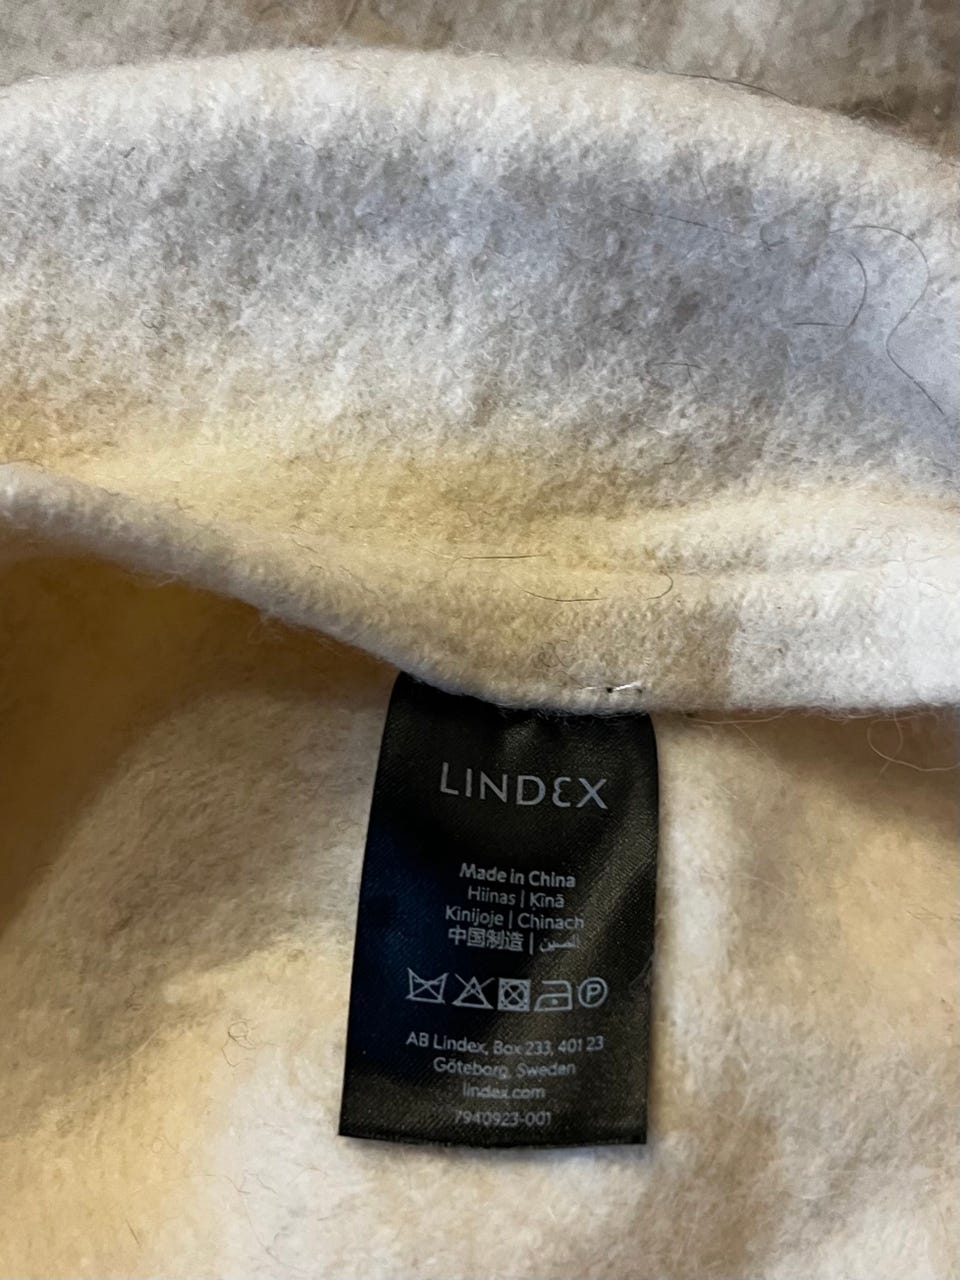 LINDEX
Made in China
Hiinas | Ķīnā
Kinijoje | Chinach
中国制造 | الصين
P
AB Lindex, Box 233, 401 23
Göteborg, Sweden
lindex.com
7940923-001